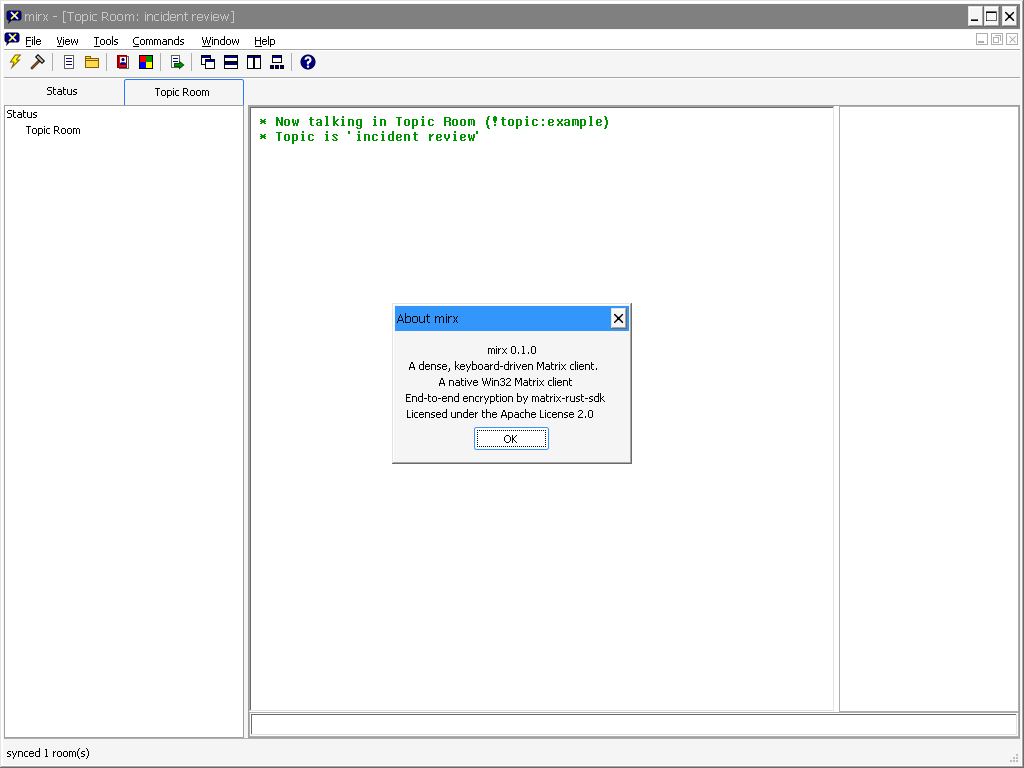 mirx - [Topic Room: incident review]
File View Tools Commands Window Help
Status Topic Room
Status
Topic Room
* Now talking in Topic Room (!topic:example)
* Topic is 'incident review'
About mirx
mirx 0.1.0
A dense, keyboard-driven Matrix client.
A native Win32 Matrix client
End-to-end encryption by matrix-rust-sdk
Licensed under the Apache License 2.0
OK
synced 1 room(s)